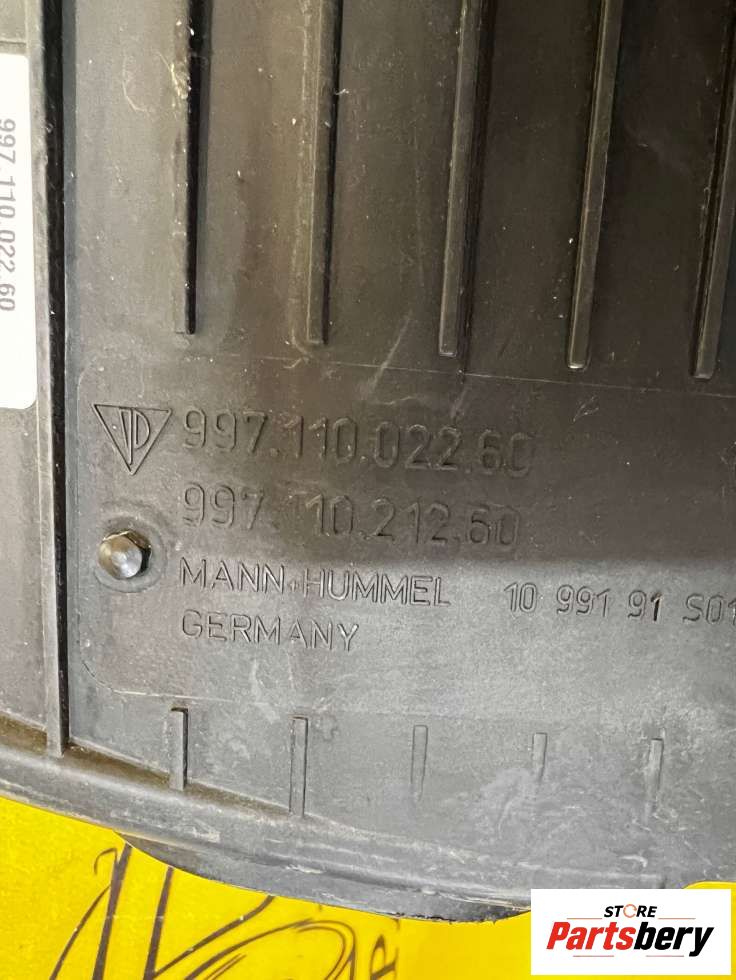 997.110.022.60
997.110.022.60
997.110.212.60
MANN+HUMMEL 10 991 91 S01
GERMANY
STORE
Partsbery